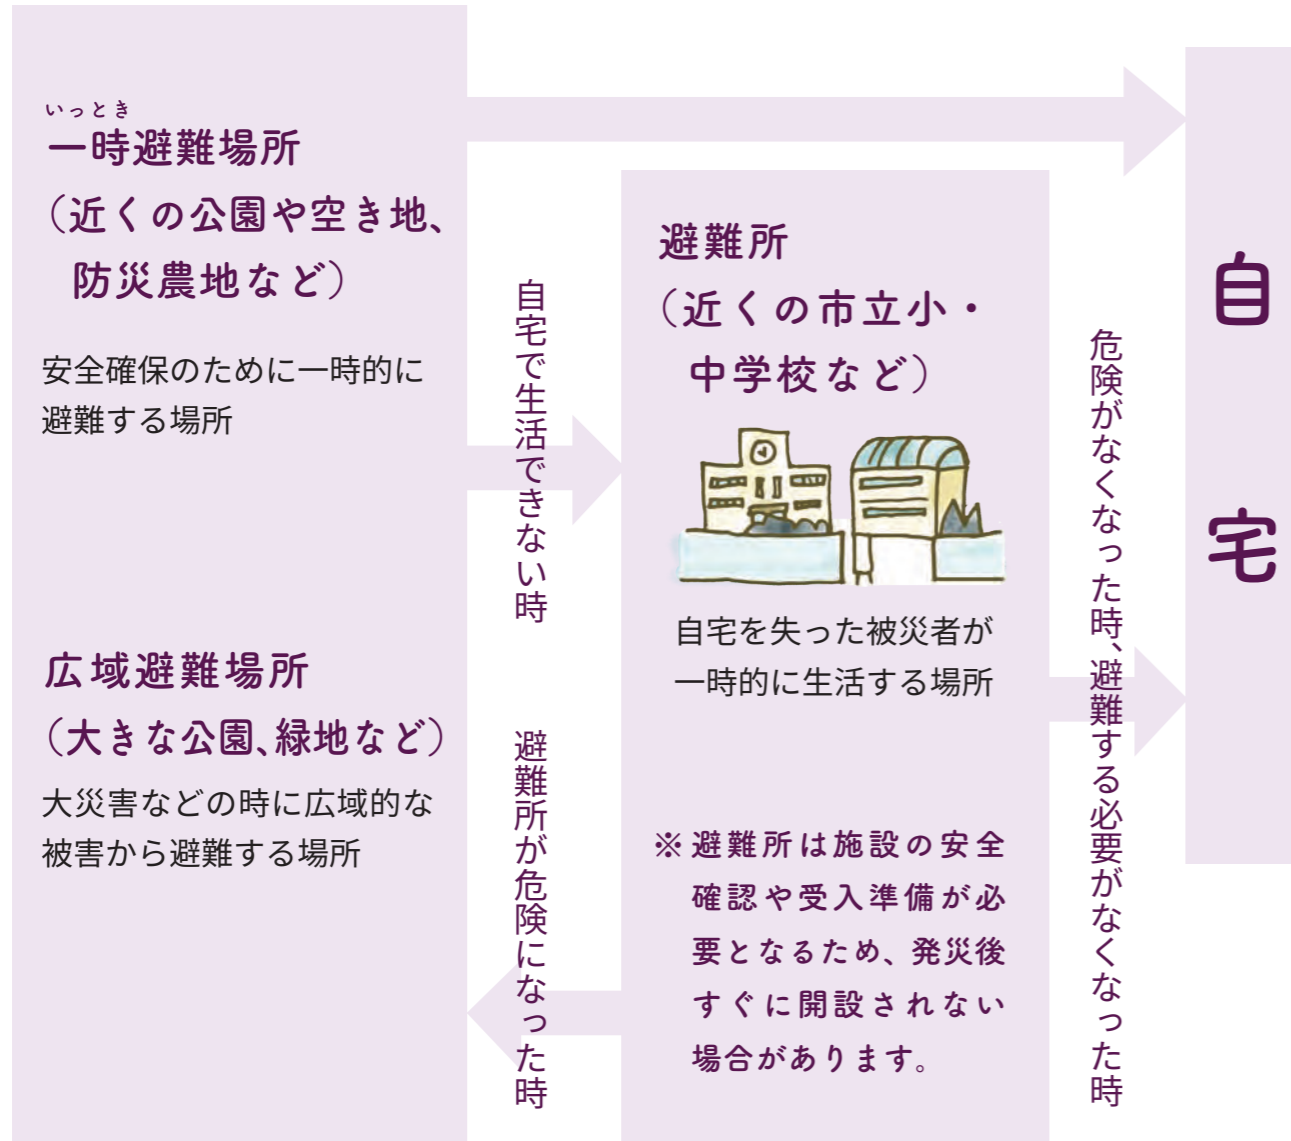 いっとき
一時避難場所
（近くの公園や空き地、
防災農地など）
安全確保のために一時的に
避難する場所
広域避難場所
（大きな公園、緑地など）
大災害などの時に広域的な
被害から避難する場所
自宅で生活できない時
避難所が危険になった時
避難所
（近くの市立小・
中学校など）
自宅を失った被災者が
一時的に生活する場所
※避難所は施設の安全
確認や受入準備が必
要となるため、発災後
すぐに開設されない
場合があります。
危険がなくなった時、避難する必要がなくなった時
自宅